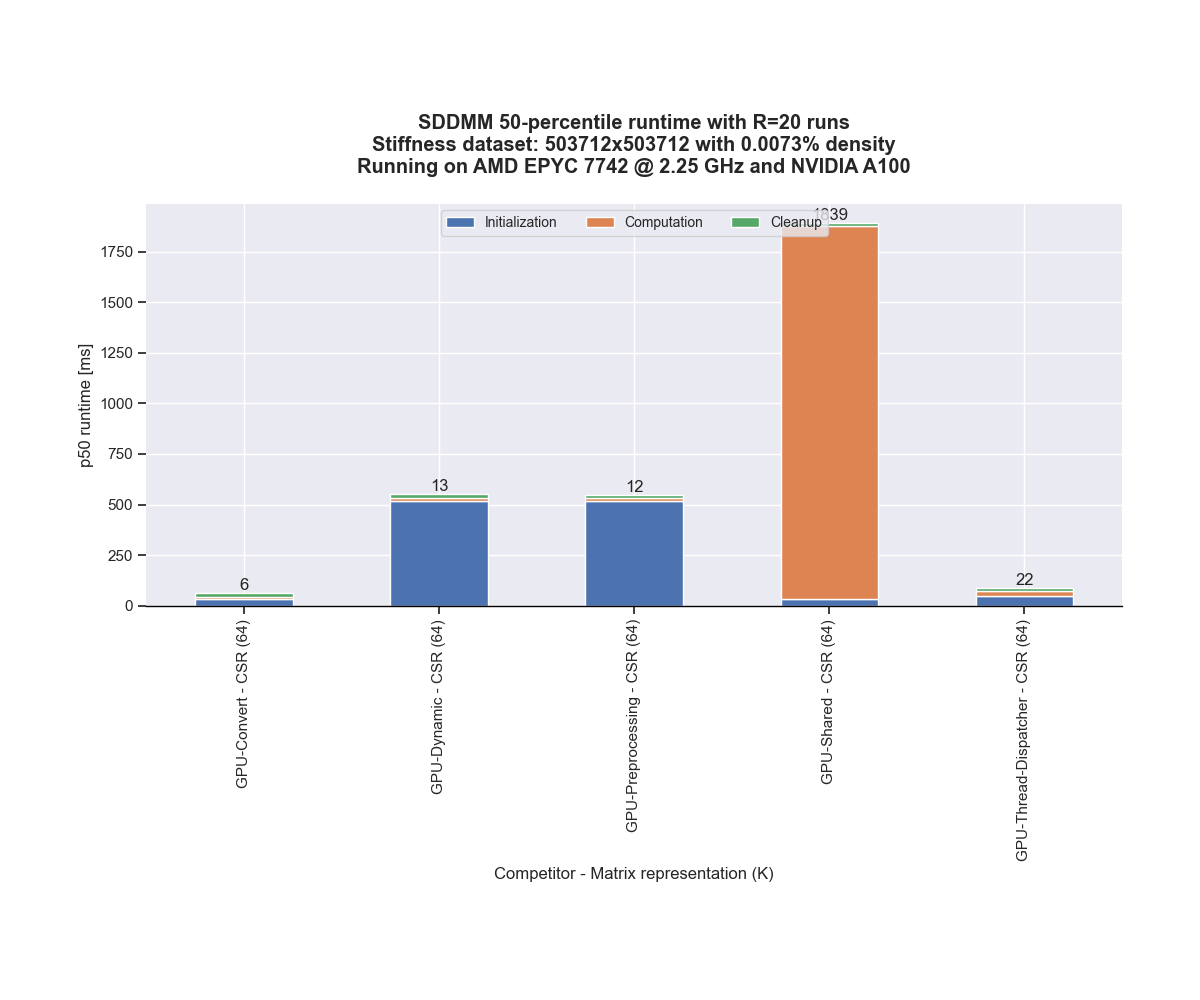 SDDMM 50-percentile runtime with R=20 runs
Stiffness dataset: 503712x503712 with 0.0073% density
Running on AMD EPYC 7742 @ 2.25 GHz and NVIDIA A100
Initialization Computation Cleanup
1839
1750
1500
1250
1000
750
500
250
0
p50 runtime [ms]
6
13
12
22
GPU-Convert - CSR (64)
GPU-Dynamic - CSR (64)
GPU-Preprocessing - CSR (64)
GPU-Shared - CSR (64)
GPU-Thread-Dispatcher - CSR (64)
Competitor - Matrix representation (K)